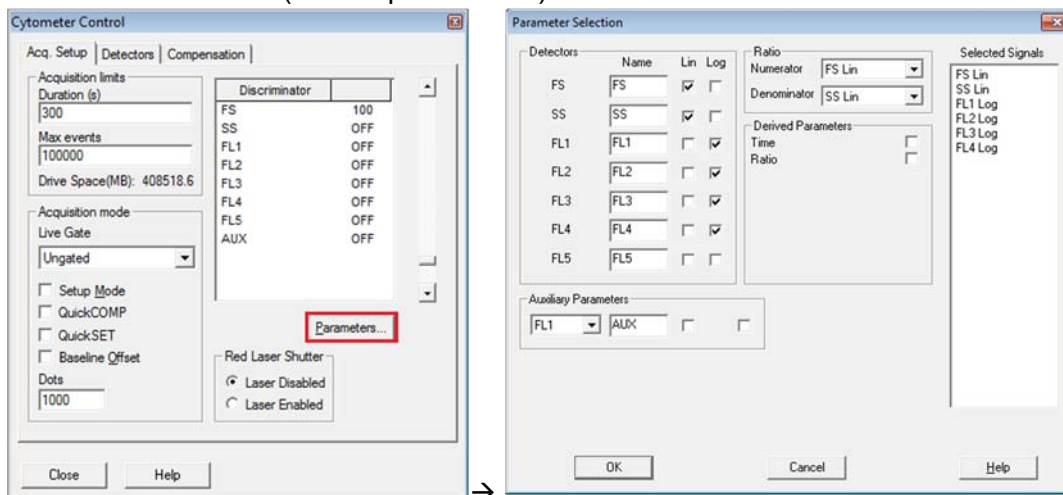 Cytometer Control
Acq. Setup Detectors Compensation
Acquisition limits
Duration (s)
300
Max events
100000
Drive Space(MB): 408518.6
Acquisition mode
Live Gate
Ungated
Setup Mode
QuickCOMP
QuickSET
Baseline Offset
Dots
1000
Discriminator
FS 100
SS OFF
FL1 OFF
FL2 OFF
FL3 OFF
FL4 OFF
FL5 OFF
AUX OFF
Parameters...
Red Laser Shutter
Laser Disabled
Laser Enabled
Close Help
→
Parameter Selection
Detectors
Name Lin Log
FS FS
SS SS
FL1 FL1
FL2 FL2
FL3 FL3
FL4 FL4
FL5 FL5
Auxiliary Parameters
FL1 AUX
Ratio
Numerator FS Lin
Denominator SS Lin
Derived Parameters
Time
Ratio
Selected Signals
FS Lin
SS Lin
FL1 Log
FL2 Log
FL3 Log
FL4 Log
OK Cancel Help